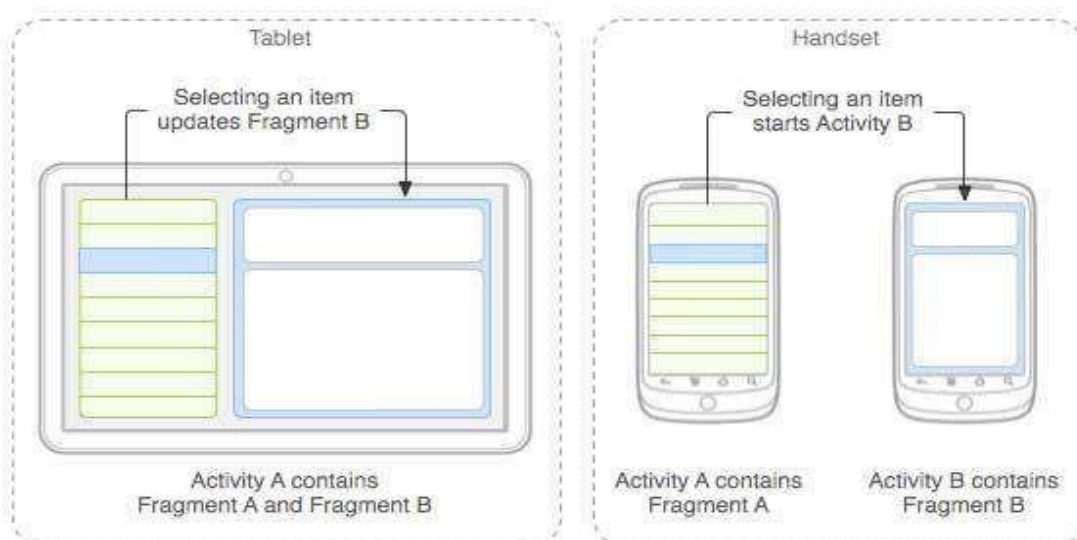 Tablet
Selecting an item
updates Fragment B
Activity A contains
Fragment A and Fragment B
Handset
Selecting an item
starts Activity B
Activity A contains
Fragment A
Activity B contains
Fragment B